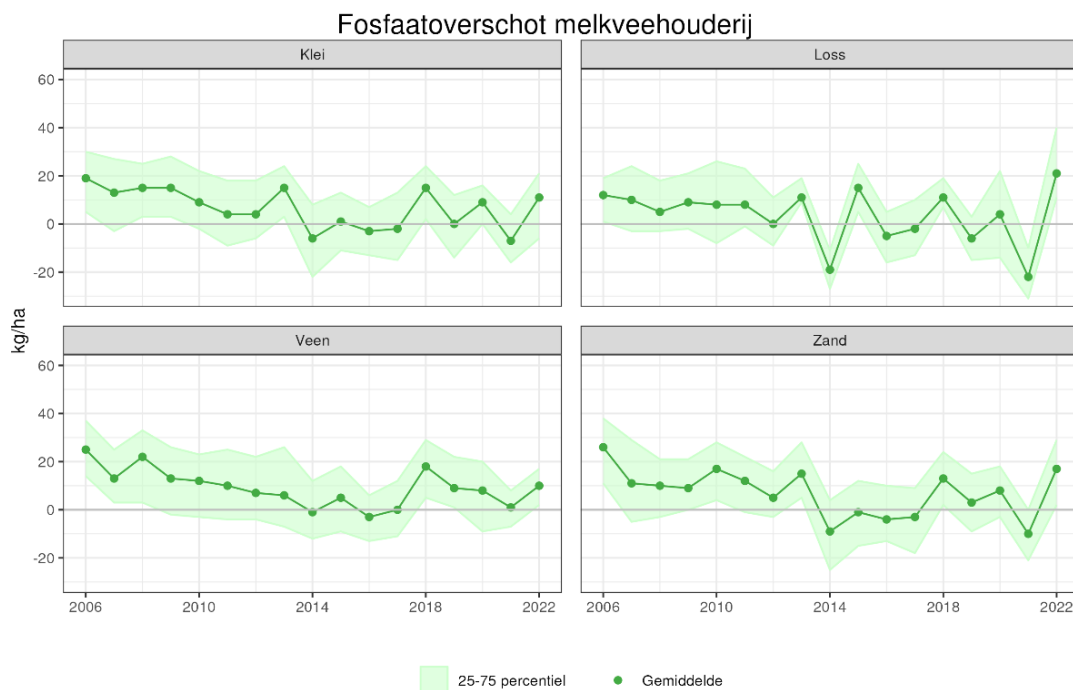 Fosfaatoverschot melkveehouderij
Klei
Loss
60
40
20
0
-20
kg/ha
Veen
Zand
60
40
20
0
-20
2006
2010
2014
2018
2022
2006
2010
2014
2018
2022
25-75 percentiel
Gemiddelde